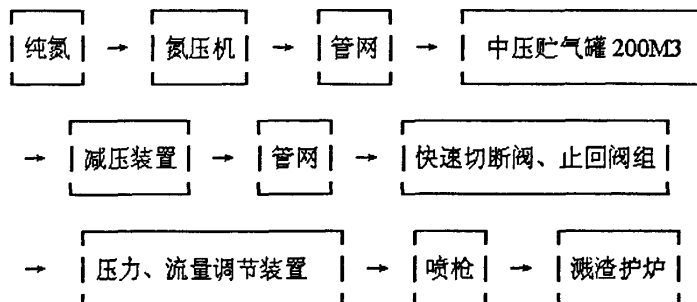 纯氮 → 氮压机 → 管网 → 中压贮气罐 200M3
→ 减压装置 → 管网 → 快速切断阀、止回阀组
→ 压力、流量调节装置 → 喷枪 → 溅渣护炉